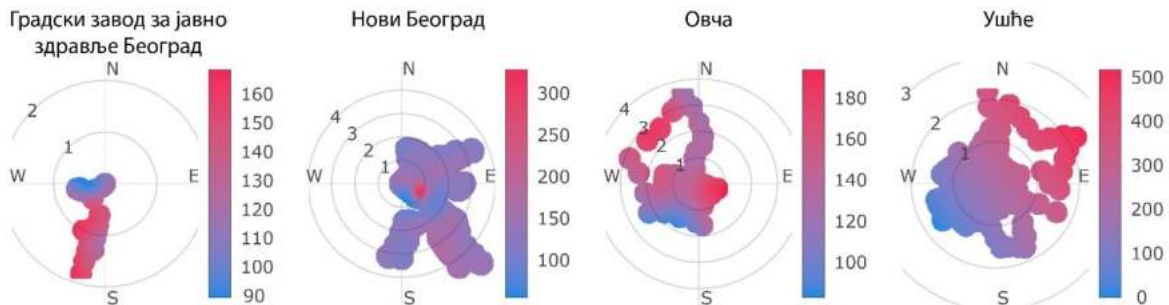 Градски завод за јавно
здравље Београд
N
2
1
W
E
S
160
150
140
130
120
110
100
90
Нови Београд
N
4
3
2
1
W
E
S
300
250
200
150
100
Овча
N
4
3
2
1
W
E
S
180
160
140
120
100
Ушће
N
3
2
1
W
E
S
500
400
300
200
100
0